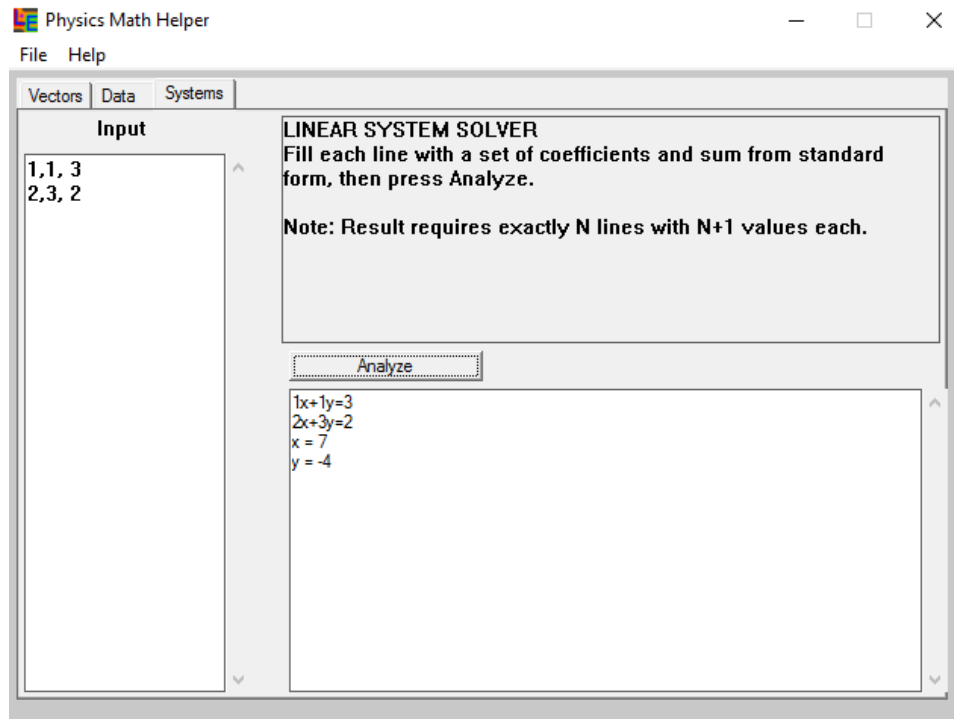 Physics Math Helper
File Help
Vectors Data Systems
Input
1,1, 3
2,3, 2
LINEAR SYSTEM SOLVER
Fill each line with a set of coefficients and sum from standard
form, then press Analyze.
Note: Result requires exactly N lines with N+1 values each.
Analyze
1x+1y=3
2x+3y=2
x = 7
y = -4